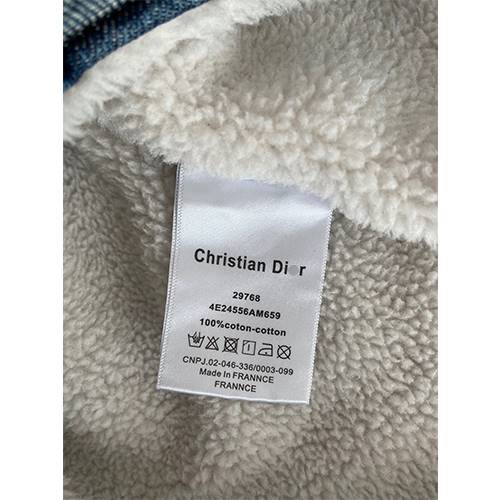 Christian Dior
29768
4E24556AM659
100%coton-cotton
CNPJ.02-046-336/0003-099
Made In FRANNCE
FRANNCE